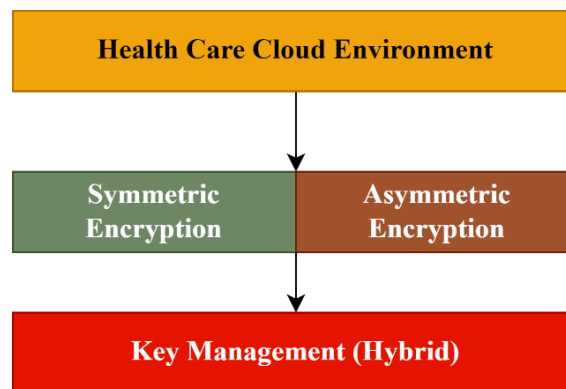 Health Care Cloud Environment
Symmetric
Encryption
Asymmetric
Encryption
Key Management (Hybrid)